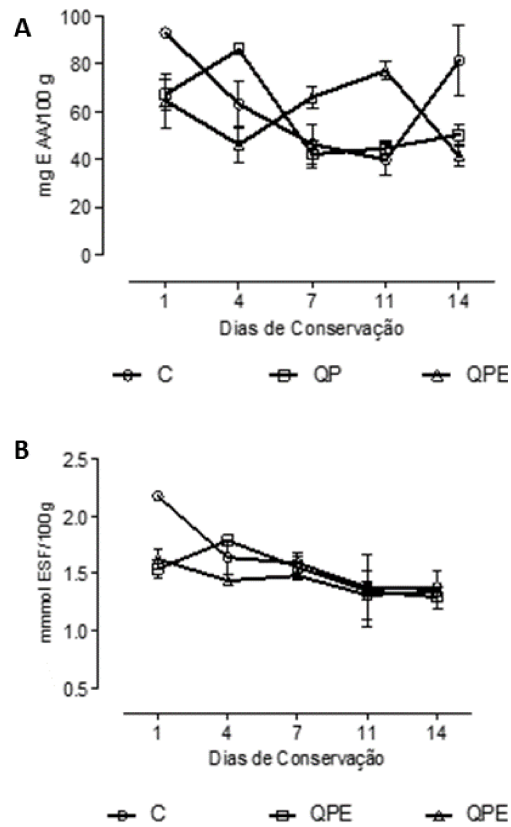 A
mg E AA/100 g
100
80
60
40
20
0
1 4 7 11 14
Dias de Conservação
C QP QPE
B
mmmol ESF/100g
2.5
2.0
1.5
1.0
0.5
1 4 7 11 14
Dias de Conservação
C QPE QPE